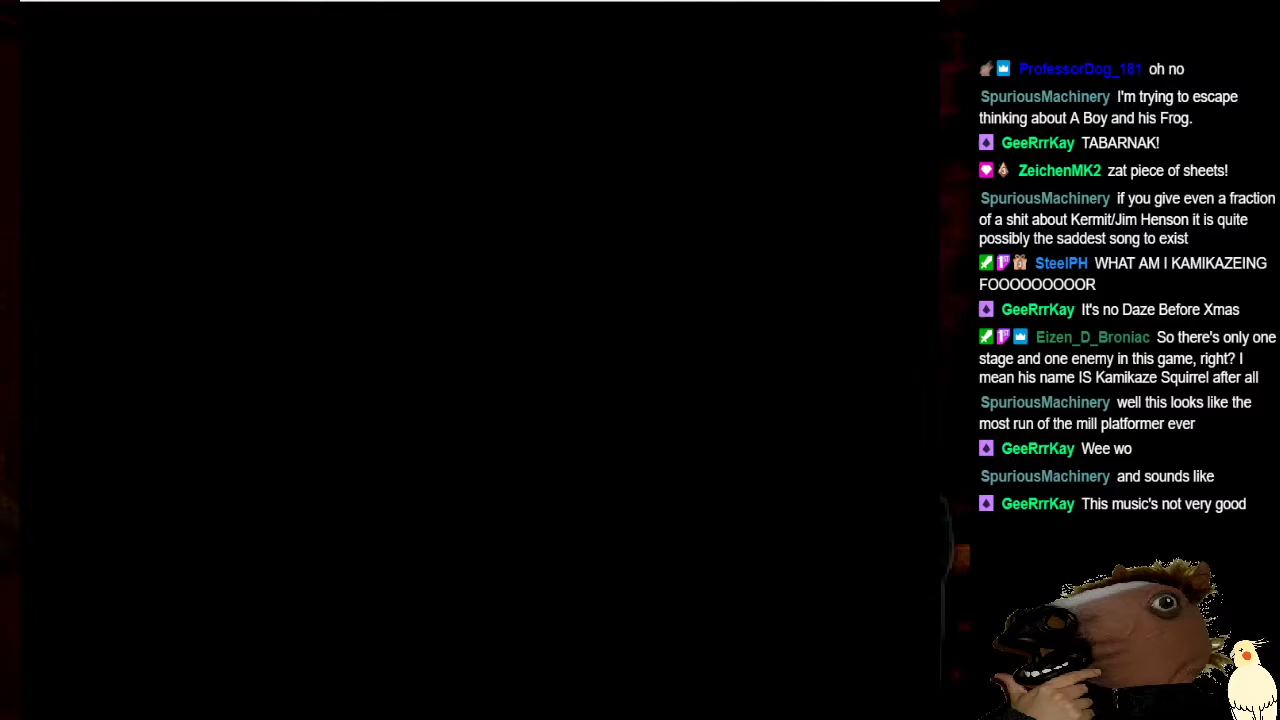 ProfessorDog_181 oh no
SpuriousMachinery I'm trying to escape
thinking about A Boy and his Frog.
GeeRrrKay TABARNAK!
ZeichenMK2 zat piece of sheets!
SpuriousMachinery if you give even a fraction
of a shit about Kermit/Jim Henson it is quite
possibly the saddest song to exist
SteelPH WHAT AM I KAMIKAZEING
FOOOOOOOOOR
GeeRrrKay It's no Daze Before Xmas
Eizen_D_Broniac So there's only one
stage and one enemy in this game, right? I
mean his name IS Kamikaze Squirrel after all
SpuriousMachinery well this looks like the
most run of the mill platformer ever
GeeRrrKay Wee wo
SpuriousMachinery and sounds like
GeeRrrKay This music's not very good